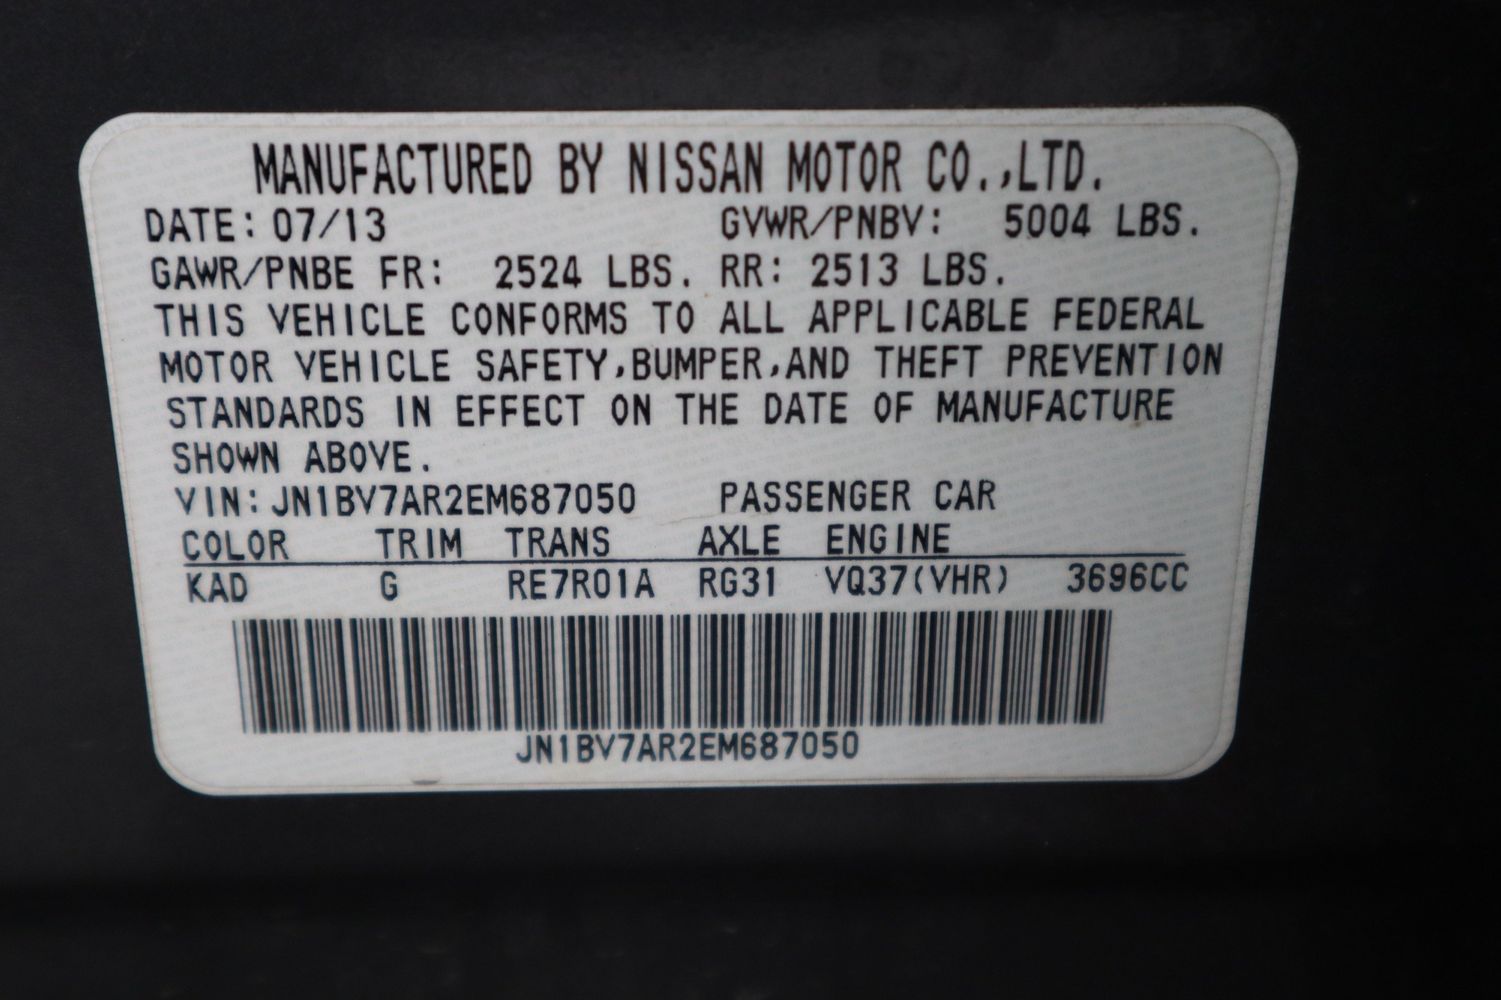 MANUFACTURED BY NISSAN MOTOR CO.,LTD.
DATE: 07/13 GVWR/PNBV: 5004 LBS.
GAWR/PNBE FR: 2524 LBS. RR: 2513 LBS.
THIS VEHICLE CONFORMS TO ALL APPLICABLE FEDERAL
MOTOR VEHICLE SAFETY,BUMPER,AND THEFT PREVENTION
STANDARDS IN EFFECT ON THE DATE OF MANUFACTURE
SHOWN ABOVE.
VIN: JN1BV7AR2EM687050 PASSENGER CAR
COLOR TRIM TRANS AXLE ENGINE
KAD G RE7R01A RG31 VQ37(VHR) 3696CC
JN1BV7AR2EM687050